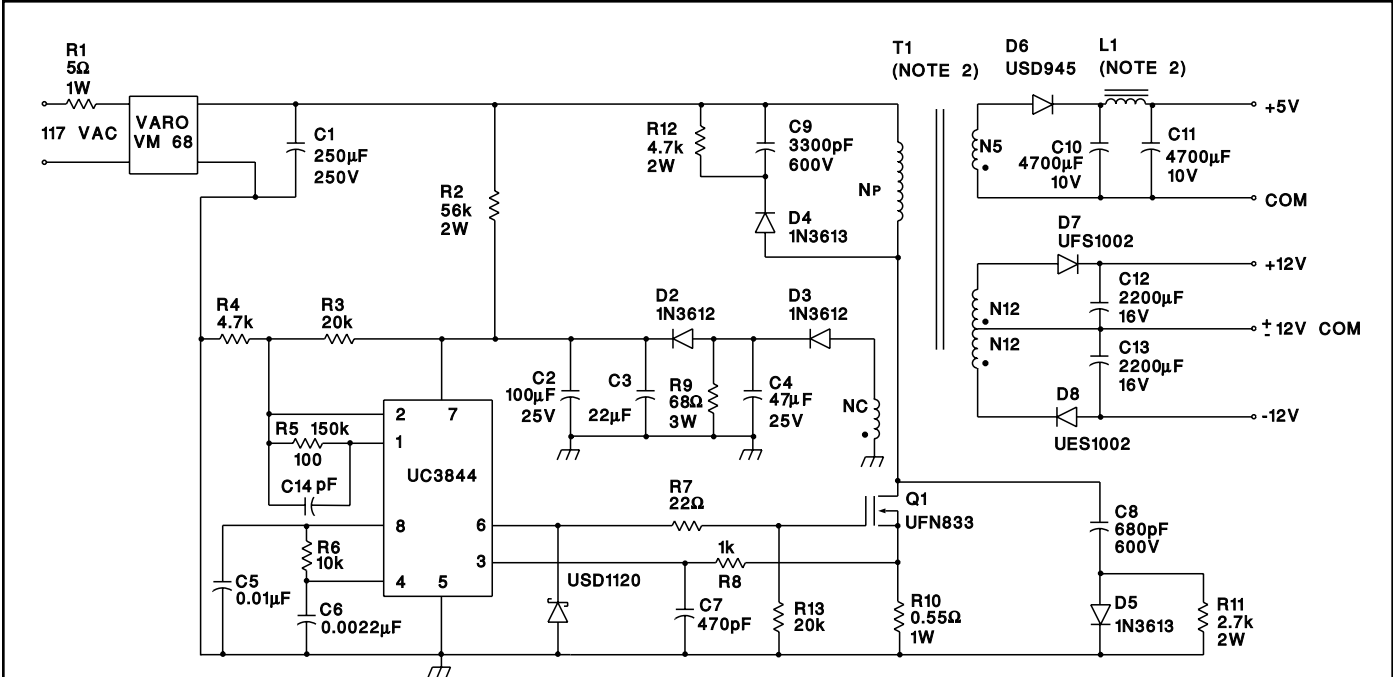 R1
5Ω
1W
117 VAC
VARO
VM 68
C1
250µF
250V
R2
56k
2W
R12
4.7k
2W
C9
3300pF
600V
D4
1N3613
NP
T1
(NOTE 2)
D6
USD945
L1
(NOTE 2)
N5
C10
4700µF
10V
C11
4700µF
10V
+5V
COM
D7
UFS1002
N12
N12
C12
2200µF
16V
C13
2200µF
16V
D8
UES1002
+12V
±12V COM
-12V
R4
4.7k
R3
20k
D2
1N3612
D3
1N3612
C2
100µF
25V
C3
22µF
R9
68Ω
3W
C4
47µF
25V
NC
2
7
R5 150k
1
100
C14 pF
UC3844
8
6
3
4
5
R6
10k
C5
0.01µF
C6
0.0022µF
R7
22Ω
USD1120
1k
R8
C7
470pF
R13
20k
Q1
UFN833
R10
0.55Ω
1W
C8
680pF
600V
D5
1N3613
R11
2.7k
2W